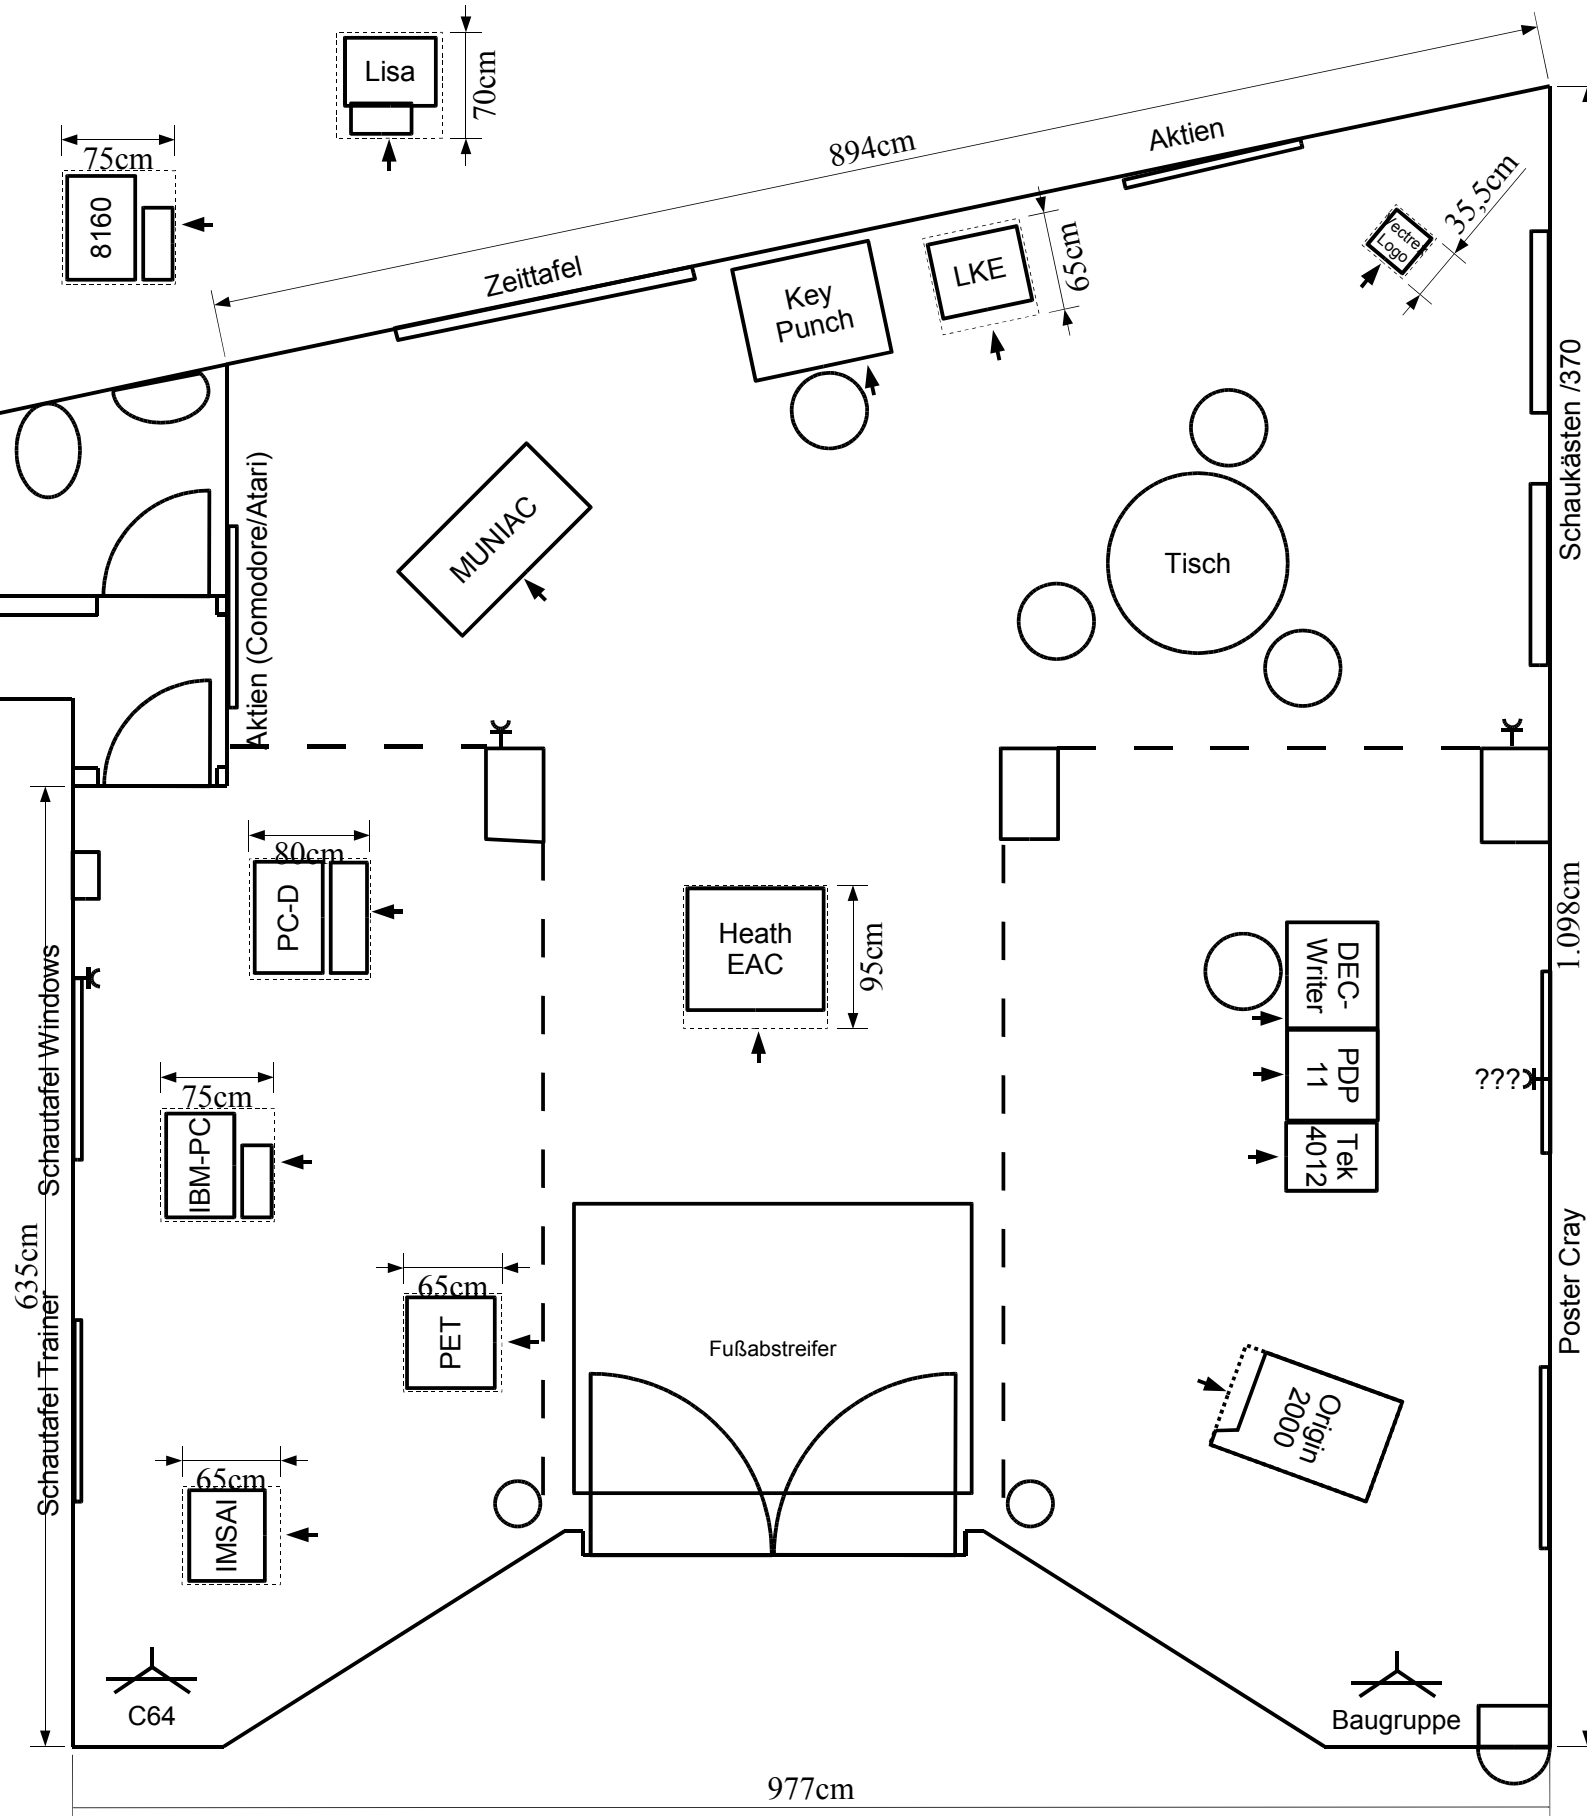 Lisa
70cm
75cm
8160
894cm
Aktien
35,5cm
ectre
Logo
Zeittafel
Key
Punch
LKE
65cm
Schaukästen /370
Aktien (Comodore/Atari)
MUNIAC
Tisch
80cm
PC-D
Heath
EAC
95cm
DEC-
Writer
1.098cm
Schautafel Windows
PDP
11
???
75cm
IBM-PC
Tek
4012
635cm
Poster Cray
65cm
PET
Fußabstreifer
Schautafel Trainer
Origin
2000
65cm
IMSAI
C64
Baugruppe
977cm